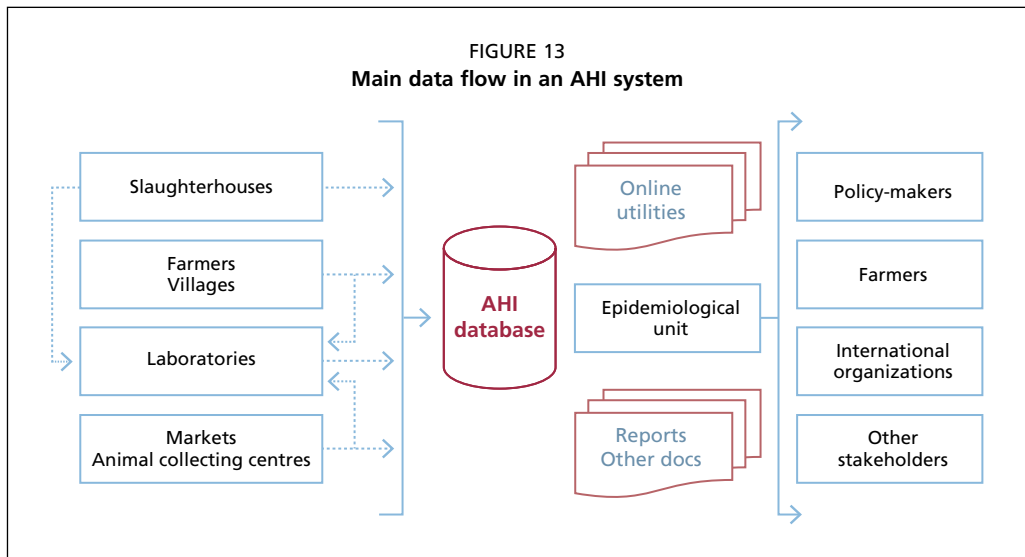 FIGURE 13
Main data flow in an AHI system
Slaughterhouses
Farmers
Villages
Laboratories
Markets
Animal collecting centres
AHI
database
Online
utilities
Epidemiological
unit
Reports
Other docs
Policy-makers
Farmers
International
organizations
Other
stakeholders